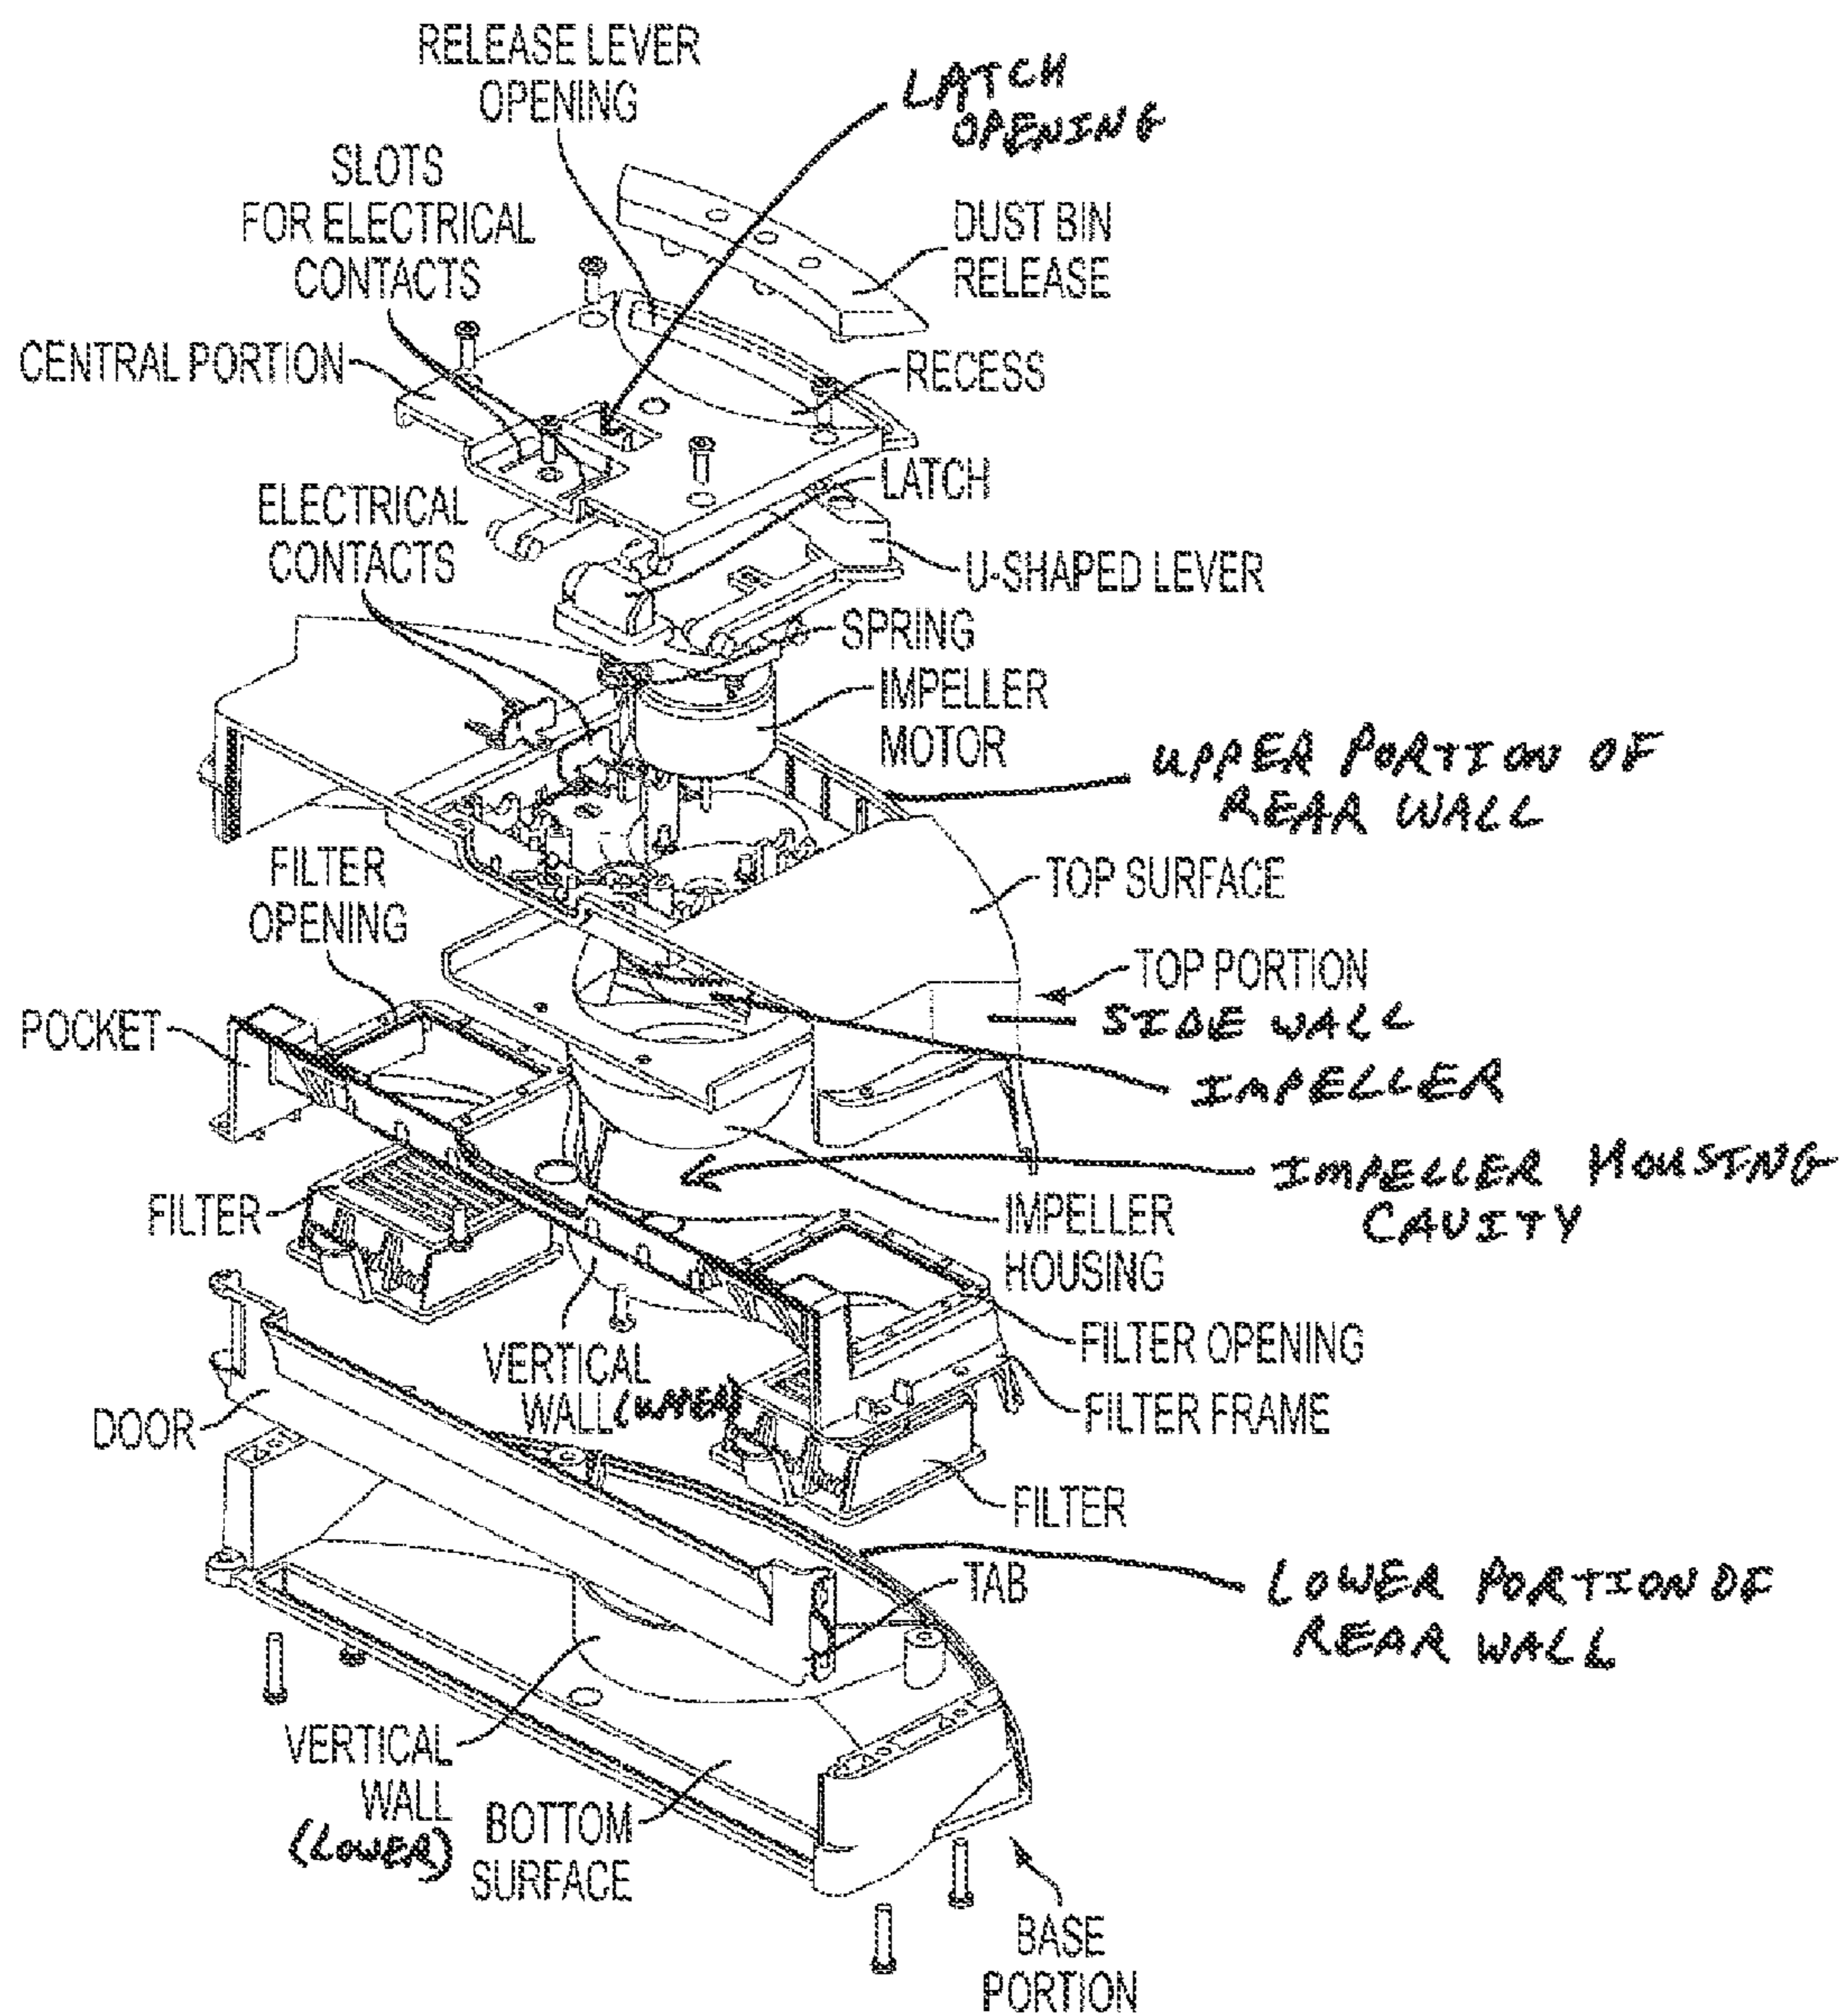 RELEASE LEVER
OPENING
LATCH
OPENING
SLOTS
FOR ELECTRICAL
CONTACTS
DUST BIN
RELEASE
CENTRAL PORTION
RECESS
LATCH
ELECTRICAL
CONTACTS
U-SHAPED LEVER
SPRING
IMPELLER
MOTOR
UPPER PORTION OF
REAR WALL
FILTER
OPENING
TOP SURFACE
TOP PORTION
SIDE WALL
POCKET
IMPELLER
IMPELLER HOUSING
CAVITY
FILTER
IMPELLER
HOUSING
FILTER OPENING
VERTICAL
WALL (UPPER)
FILTER FRAME
DOOR
FILTER
TAB
LOWER PORTION OF
REAR WALL
VERTICAL
WALL
(LOWER)
BOTTOM
SURFACE
BASE
PORTION